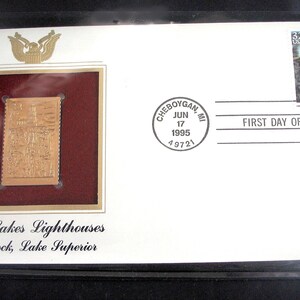 CHEBOYGAN, MI
JUN
17
1995
49721
FIRST DAY OF
Lakes Lighthouses
ock, Lake Superior